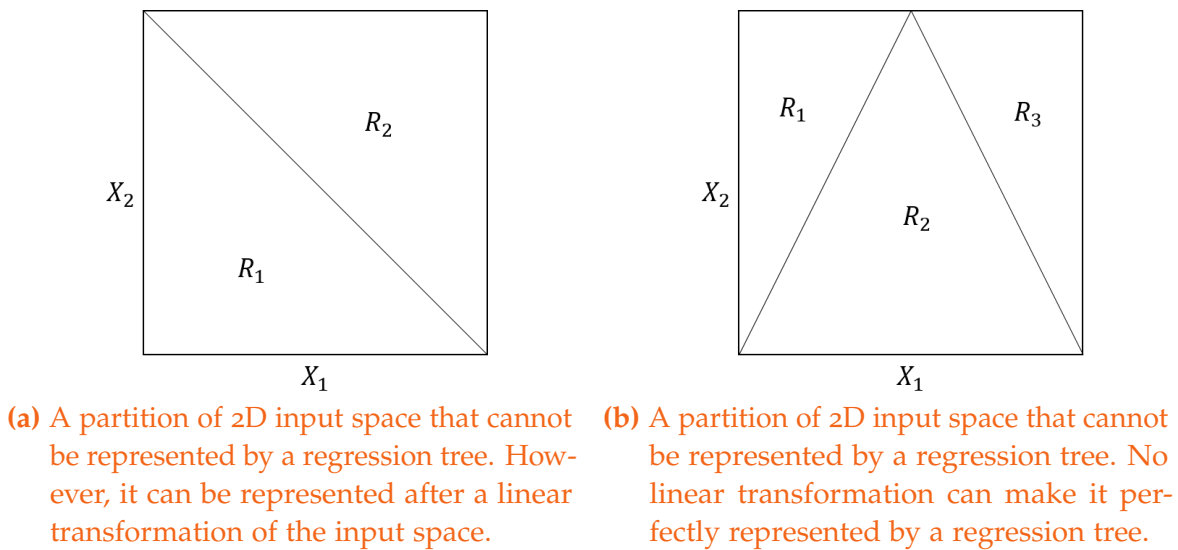 R₂
X₂
R₁
X₁
(a) A partition of 2D input space that cannot
be represented by a regression tree. How-
ever, it can be represented after a linear
transformation of the input space.
R₁
R₃
X₂
R₂
X₁
(b) A partition of 2D input space that cannot
be represented by a regression tree. No
linear transformation can make it per-
fectly represented by a regression tree.